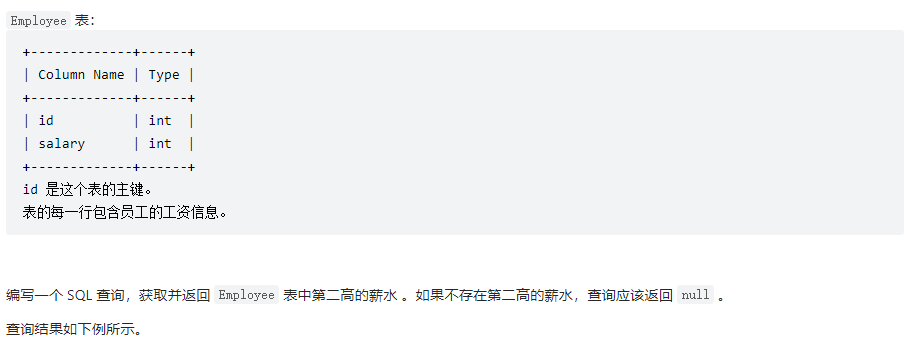 Employee 表：
+-------------+------+
| Column Name | Type |
+-------------+------+
| id          | int  |
| salary      | int  |
+-------------+------+
id 是这个表的主键。
表的每一行包含员工的工资信息。
编写一个 SQL 查询，获取并返回 Employee 表中第二高的薪水 。如果不存在第二高的薪水，查询应该返回 null 。
查询结果如下例所示。